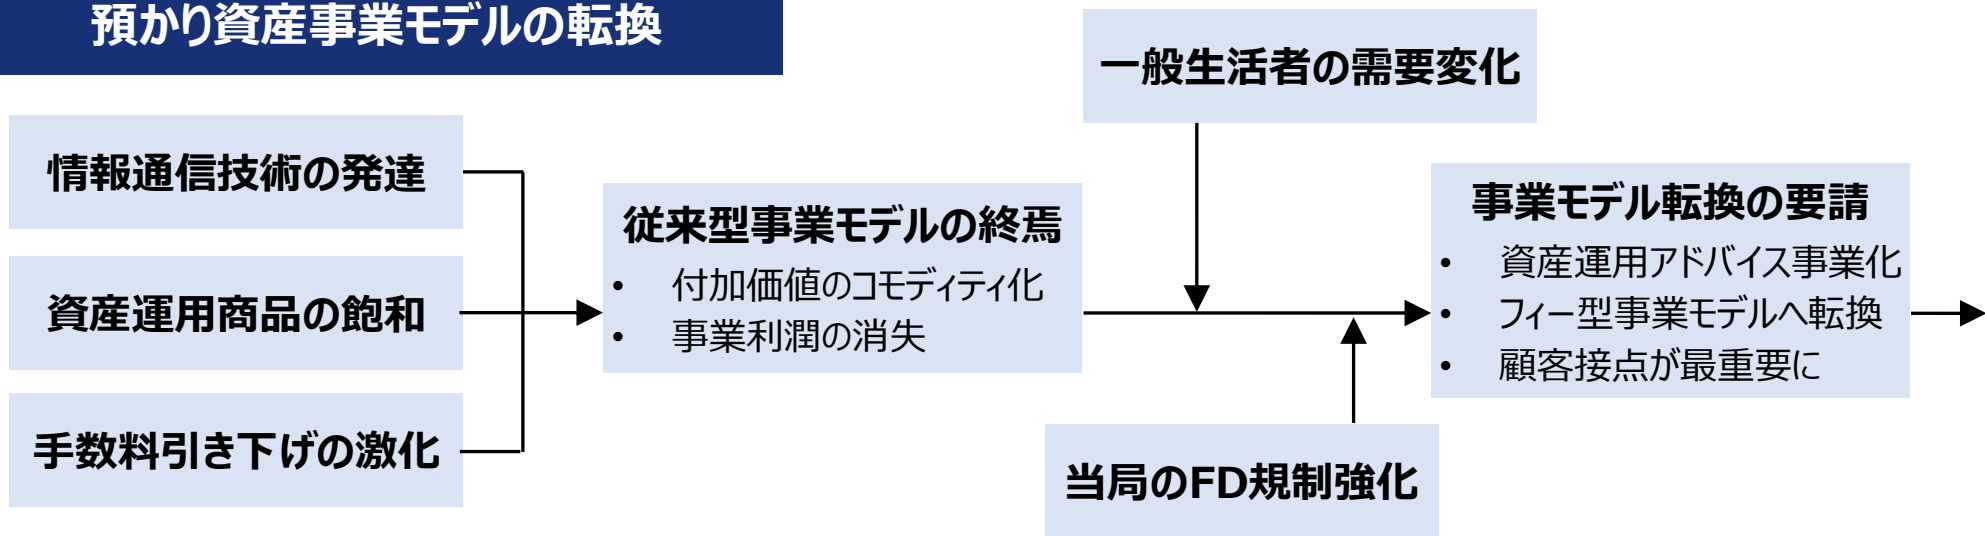 預かり資産事業モデルの転換
情報通信技術の発達
資産運用商品の飽和
手数料引き下げの激化
従来型事業モデルの終焉
• 付加価値のコモディティ化
• 事業利潤の消失
一般生活者の需要変化
当局のFD規制強化
事業モデル転換の要請
• 資産運用アドバイス事業化
• フィー型事業モデルへ転換
• 顧客接点が最重要に